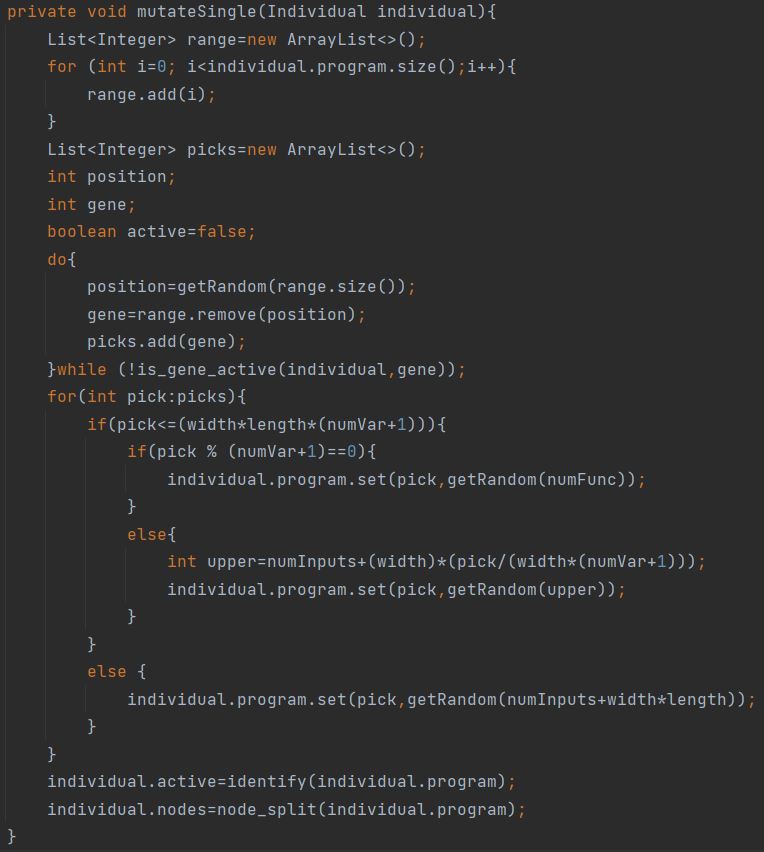 private void mutateSingle(Individual individual){
    List<Integer> range=new ArrayList<>();
    for (int i=0; i<individual.program.size();i++){
        range.add(i);
    }
    List<Integer> picks=new ArrayList<>();
    int position;
    int gene;
    boolean active=false;
    do{
        position=getRandom(range.size());
        gene=range.remove(position);
        picks.add(gene);
    }while (!is_gene_active(individual,gene));
    for(int pick:picks){
        if(pick<=(width*length*(numVar+1))){
            if(pick % (numVar+1)==0){
                individual.program.set(pick,getRandom(numFunc));
            }
            else{
                int upper=numInputs+(width)*(pick/(width*(numVar+1)));
                individual.program.set(pick,getRandom(upper));
            }
        }
        else {
            individual.program.set(pick,getRandom(numInputs+width*length));
        }
    }
    individual.active=identify(individual.program);
    individual.nodes=node_split(individual.program);
}